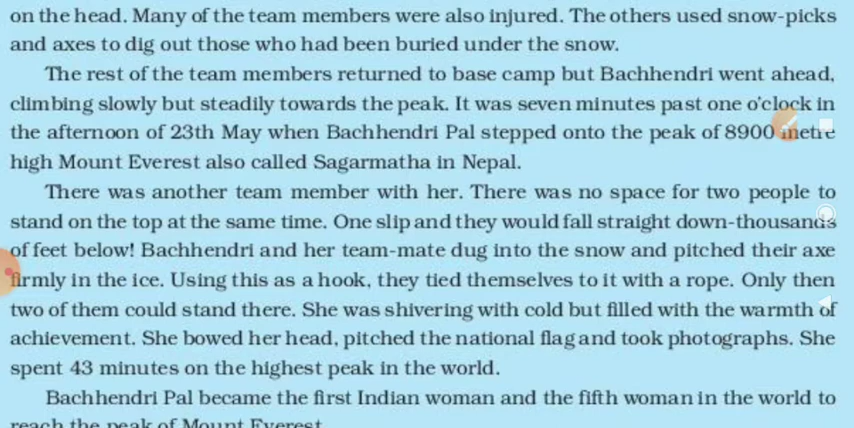 on the head. Many of the team members were also injured. The others used snow-picks
and axes to dig out those who had been buried under the snow.
The rest of the team members returned to base camp but Bachhendri went ahead,
climbing slowly but steadily towards the peak. It was seven minutes past one o'clock in
the afternoon of 23th May when Bachhendri Pal stepped onto the peak of 8900 metre
high Mount Everest also called Sagarmatha in Nepal.
There was another team member with her. There was no space for two people to
stand on the top at the same time. One slip and they would fall straight down-thousands
of feet below! Bachhendri and her team-mate dug into the snow and pitched their axe
firmly in the ice. Using this as a hook, they tied themselves to it with a rope. Only then
two of them could stand there. She was shivering with cold but filled with the warmth of
achievement. She bowed her head, pitched the national flag and took photographs. She
spent 43 minutes on the highest peak in the world.
Bachhendri Pal became the first Indian woman and the fifth woman in the world to
reach the peak of Mount Everest.